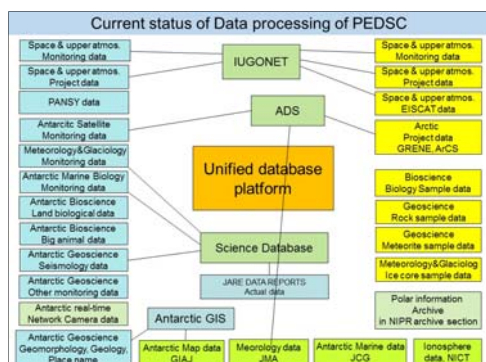 Current status of Data processing of PEDSC
Space & upper atmos.
Monitoring data
Space & upper atmos.
Project data
PANSY data
Antarcitc Satellite
Monitoring data
Meteorology&Glaciology
Monitoring data
Antarctic Marine Biology
Monitoring data
Antarctic Bioscience
Land biological data
Antarctic Bioscience
Big animal data
Antarctic Geoscience
Seismology data
Antarctic Geoscience
Other monitoring data
Antarctic real-time
Network Camera data
Antarctic Geoscience
Geomorphology, Geology,
Place name
IUGONET
ADS
Unified database
platform
Science Database
JARE DATA REPORTS
Actual data
Antarctic GIS
Antarctic Map data
GIAJ
Meorology data
JMA
Antarctic Marine data
JCG
Ionosphere
data, NICT
Space & upper atmos.
Monitoring data
Space & upper atmos.
Project data
Space & upper atmos.
EISCAT data
Arctic
Project data
GRENE, ArCS
Bioscience
Biology Sample data
Geoscience
Rock sample data
Geoscience
Meteorite sample data
Meteorology&Glaciolog
Ice core sample data
Polar information
Archive
in NIPR archive section